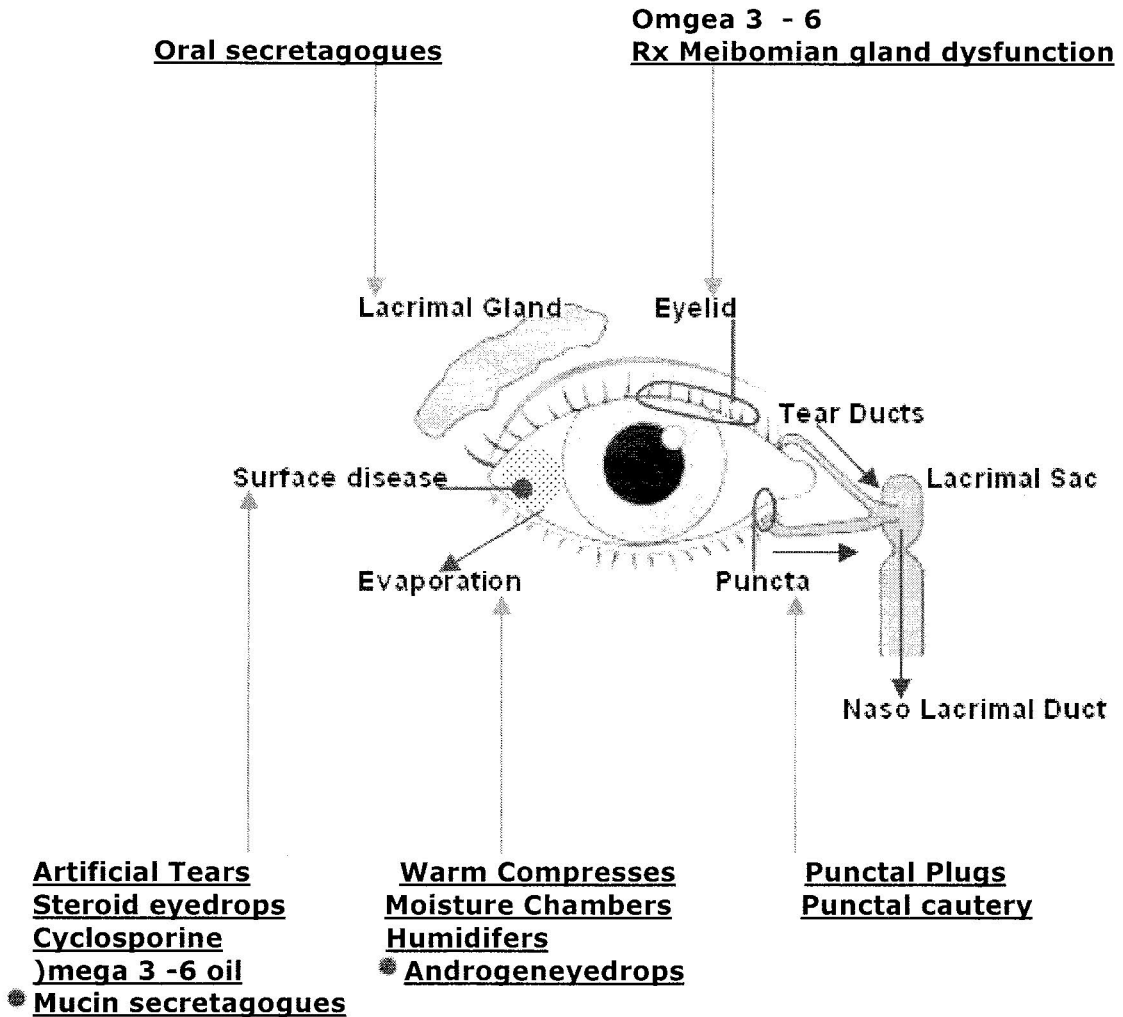 Omgea 3 - 6
Oral secretagogues
Rx Meibomian gland dysfunction
Lacrimal Gland
Eyelid
Tear Ducts
Surface disease
Lacrimal Sac
Evaporation
Puncta
Naso Lacrimal Duct
Artificial Tears
Steroid eyedrops
Cyclosporine
)mega 3 -6 oil
Mucin secretagogues
Warm Compresses
Moisture Chambers
Humidifers
Androgeneyedrops
Punctal Plugs
Punctal cautery